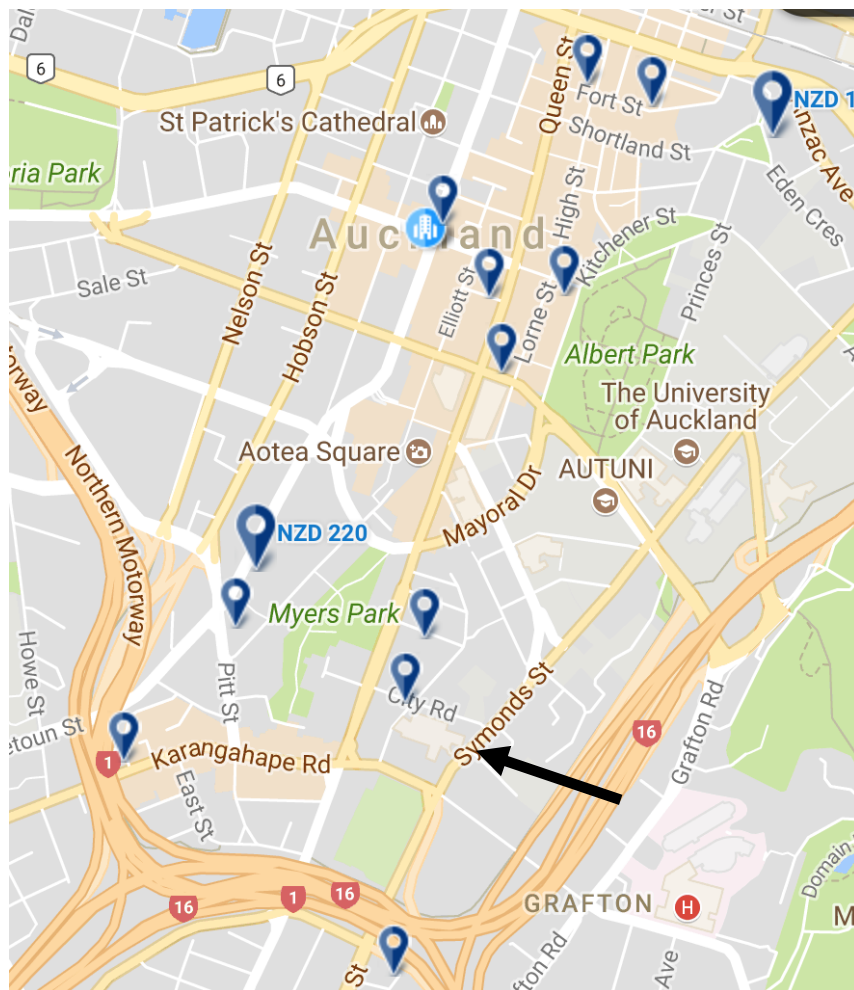 6
6
Queen St
Fort St
NZD 1
St Patrick's Cathedral
Shortland St
Anzac Ave
ria Park
High St
Eden Cres
Auckland
Kitchener St
Princes St
Sale St
Nelson St
Elliott St
Hobson St
Lorne St
Albert Park
The University
of Auckland
Aotea Square
AUTUNI
Mayoral Dr
Northern Motorway
NZD 220
Myers Park
Howe St
Pitt St
City Rd
Symonds St
Grafton Rd
16
etoun St
1
Karangahape Rd
East St
16
1
16
GRAFTON
H
Domain
M
fton Rd
Ave
St